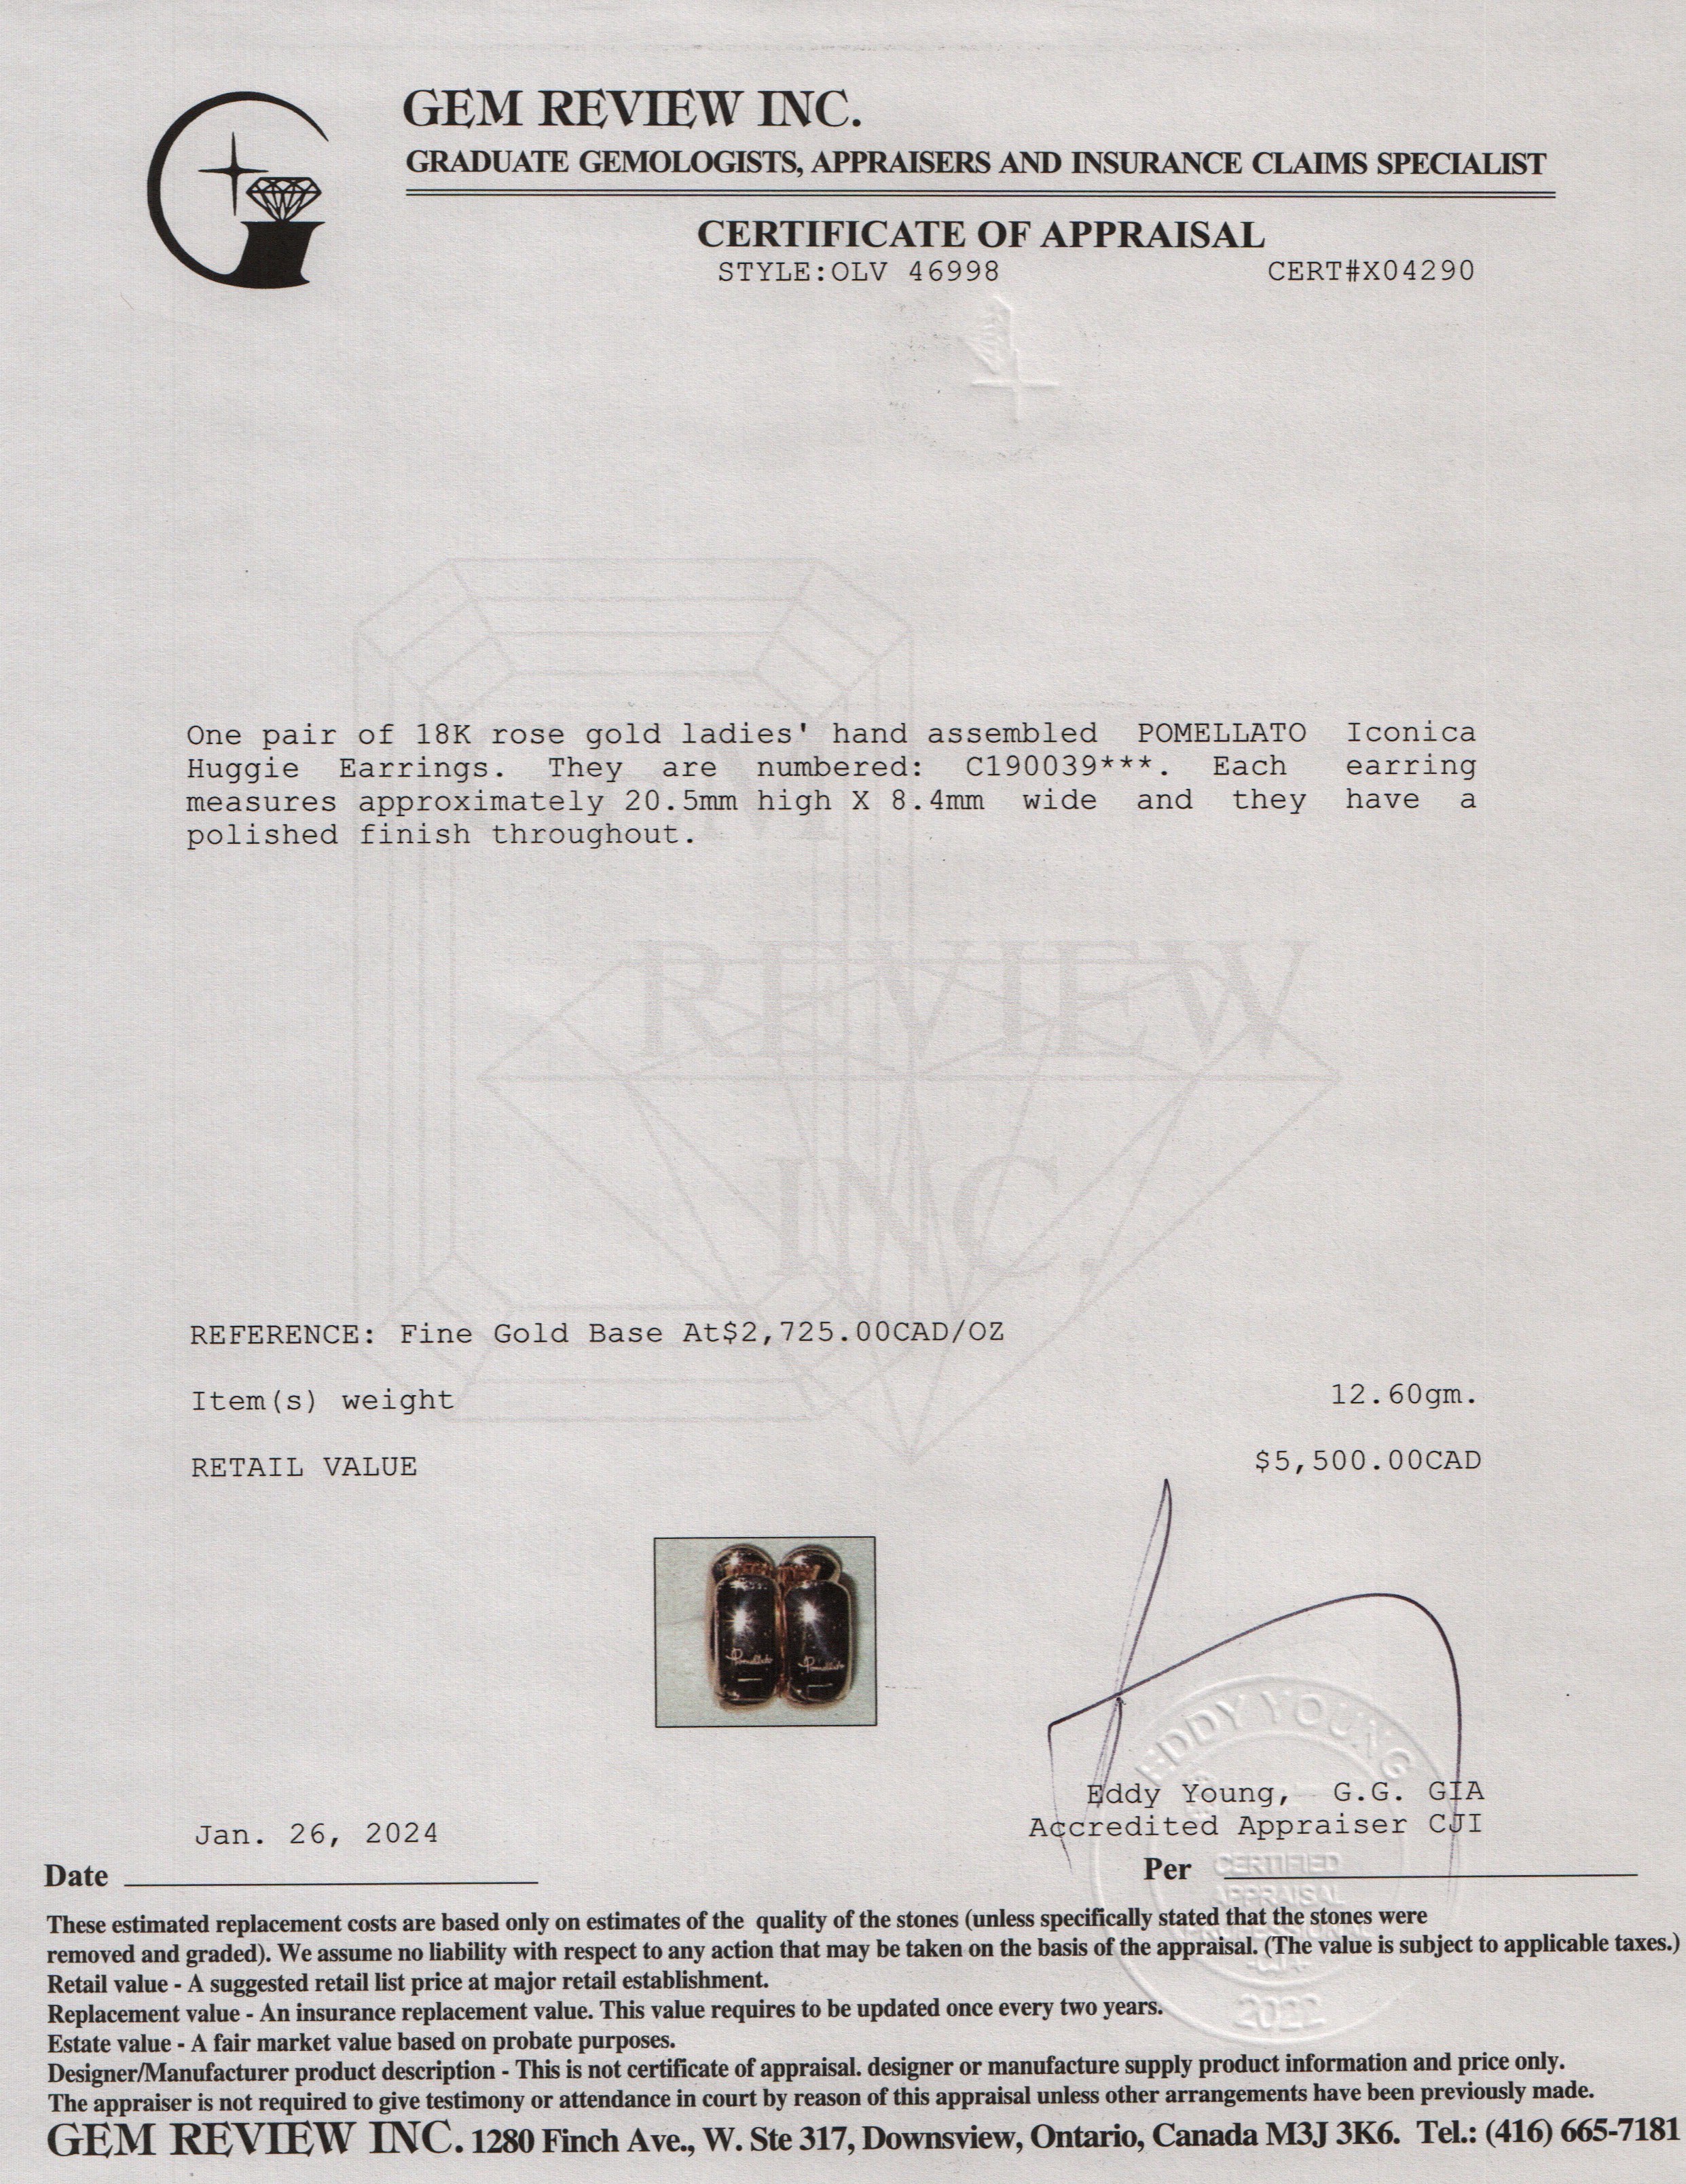 GEM REVIEW INC.
GRADUATE GEMOLOGISTS, APPRAISERS AND INSURANCE CLAIMS SPECIALIST
CERTIFICATE OF APPRAISAL
STYLE:OLV 46998 CERT#X04290
One pair of 18K rose gold ladies' hand assembled POMELLATO Iconica
Huggie Earrings. They are numbered: C190039***. Each earring
measures approximately 20.5mm high X 8.4mm wide and they have a
polished finish throughout.
M
REVIEW
INC.
REFERENCE: Fine Gold Base At$2,725.00CAD/OZ
Item(s) weight 12.60gm.
RETAIL VALUE $5,500.00CAD
Pomellato Pomellato
EDDY YOUNG
Eddy Young, G.G. GIA
Accredited Appraiser CJI
Jan. 26, 2024
Date Per
CERTIFIED
APPRAISAL
PROFESSIONAL
2022
These estimated replacement costs are based only on estimates of the quality of the stones (unless specifically stated that the stones were
removed and graded). We assume no liability with respect to any action that may be taken on the basis of the appraisal. (The value is subject to applicable taxes.)
Retail value - A suggested retail list price at major retail establishment.
Replacement value - An insurance replacement value. This value requires to be updated once every two years.
Estate value - A fair market value based on probate purposes.
Designer/Manufacturer product description - This is not certificate of appraisal. designer or manufacture supply product information and price only.
The appraiser is not required to give testimony or attendance in court by reason of this appraisal unless other arrangements have been previously made.
GEM REVIEW INC. 1280 Finch Ave., W. Ste 317, Downsview, Ontario, Canada M3J 3K6. Tel.: (416) 665-7181